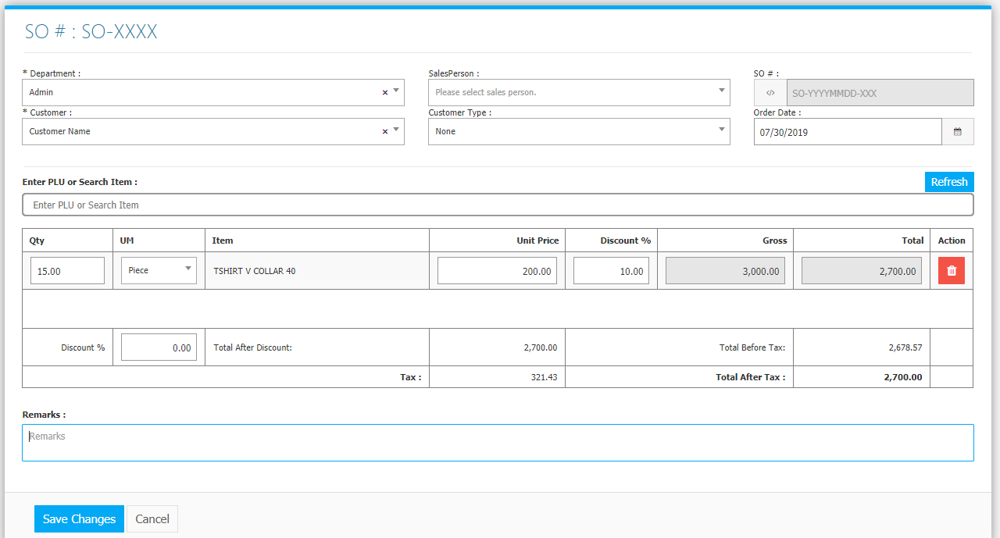 SO # : SO-XXXX
* Department : SalesPerson : SO # :
Admin × Please select sales person. </> SO-YYYYMMDD-XXX
* Customer : Customer Type : Order Date :
Customer Name × None 07/30/2019
Enter PLU or Search Item : Refresh
Enter PLU or Search Item
Qty UM Item Unit Price Discount % Gross Total Action
15.00 Piece TSHIRT V COLLAR 40 200.00 10.00 3,000.00 2,700.00
Discount % 0.00 Total After Discount: 2,700.00 Total Before Tax: 2,678.57
Tax : 321.43 Total After Tax : 2,700.00
Remarks :
Remarks
Save Changes Cancel